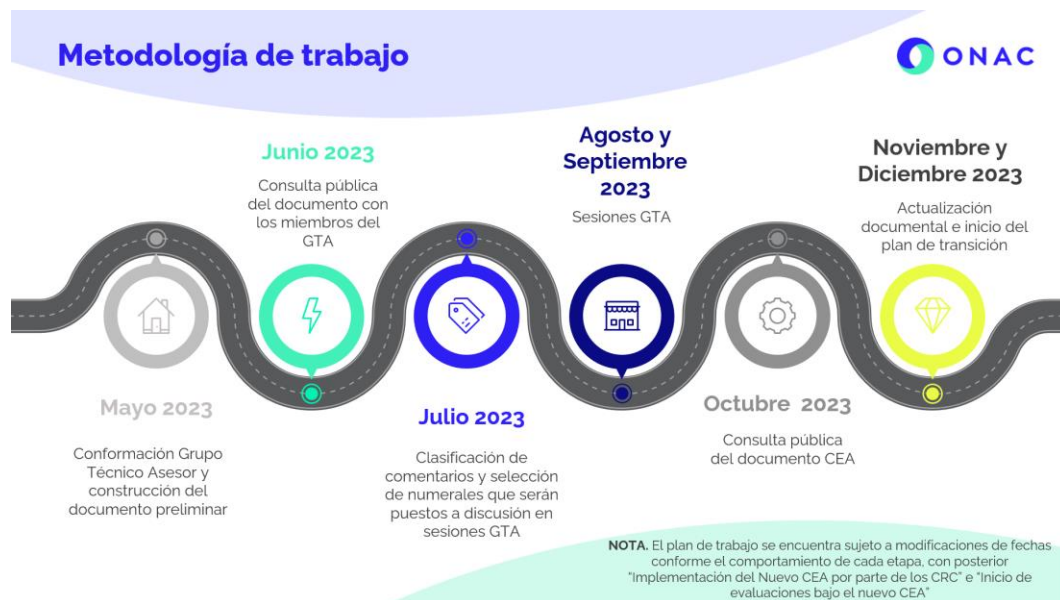 Metodología de trabajo
ONAC
Mayo 2023
Conformación Grupo
Técnico Asesor y
construcción del
documento preliminar
Junio 2023
Consulta pública
del documento con
los miembros del
GTA
Julio 2023
Clasificación de
comentarios y selección
de numerales que serán
puestos a discusión en
sesiones GTA
Agosto y
Septiembre
2023
Sesiones GTA
Octubre 2023
Consulta pública
del documento CEA
Noviembre y
Diciembre 2023
Actualización
documental e inicio del
plan de transición
NOTA. El plan de trabajo se encuentra sujeto a modificaciones de fechas
conforme el comportamiento de cada etapa, con posterior
"Implementación del Nuevo CEA por parte de los CRC" e "Inicio de
evaluaciones bajo el nuevo CEA"